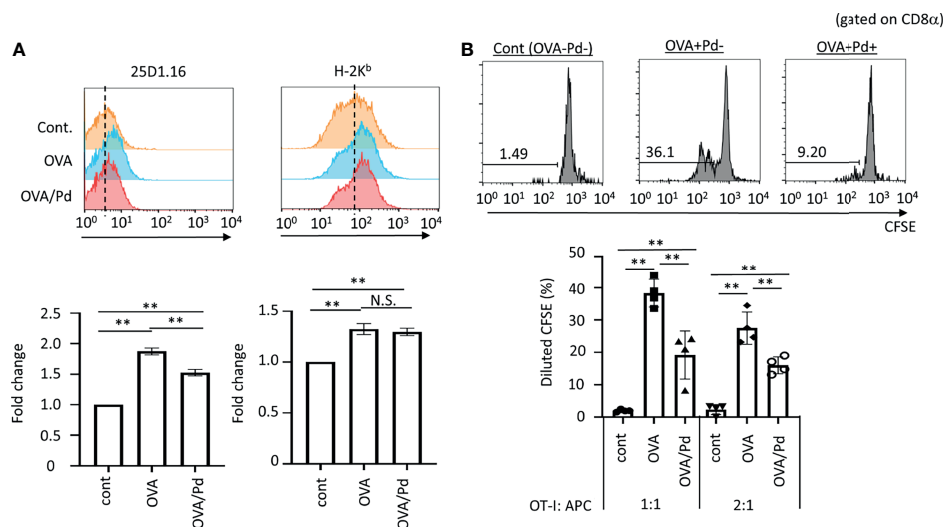 (gated on CD8α)
A
25D1.16
H-2Kᵇ
Cont.
OVA
OVA/Pd
10⁰ 10¹ 10² 10³ 10⁴
10⁰ 10¹ 10² 10³ 10⁴
Fold change
2.5
2.0
1.5
1.0
0.5
0
**
** **
cont
OVA
OVA/Pd
Fold change
1.5
1.0
0.5
0
**
** N.S.
cont
OVA
OVA/Pd
B
Cont (OVA-Pd-)
OVA+Pd-
OVA+Pd+
1.49
36.1
9.20
10⁰ 10¹ 10² 10³ 10⁴
10⁰ 10¹ 10² 10³ 10⁴
10⁰ 10¹ 10² 10³ 10⁴
CFSE
Diluted CFSE (%)
50
40
30
20
10
0
**
** **
**
** **
cont
OVA
OVA/Pd
cont
OVA
OVA/Pd
OT-I: APC 1:1 2:1